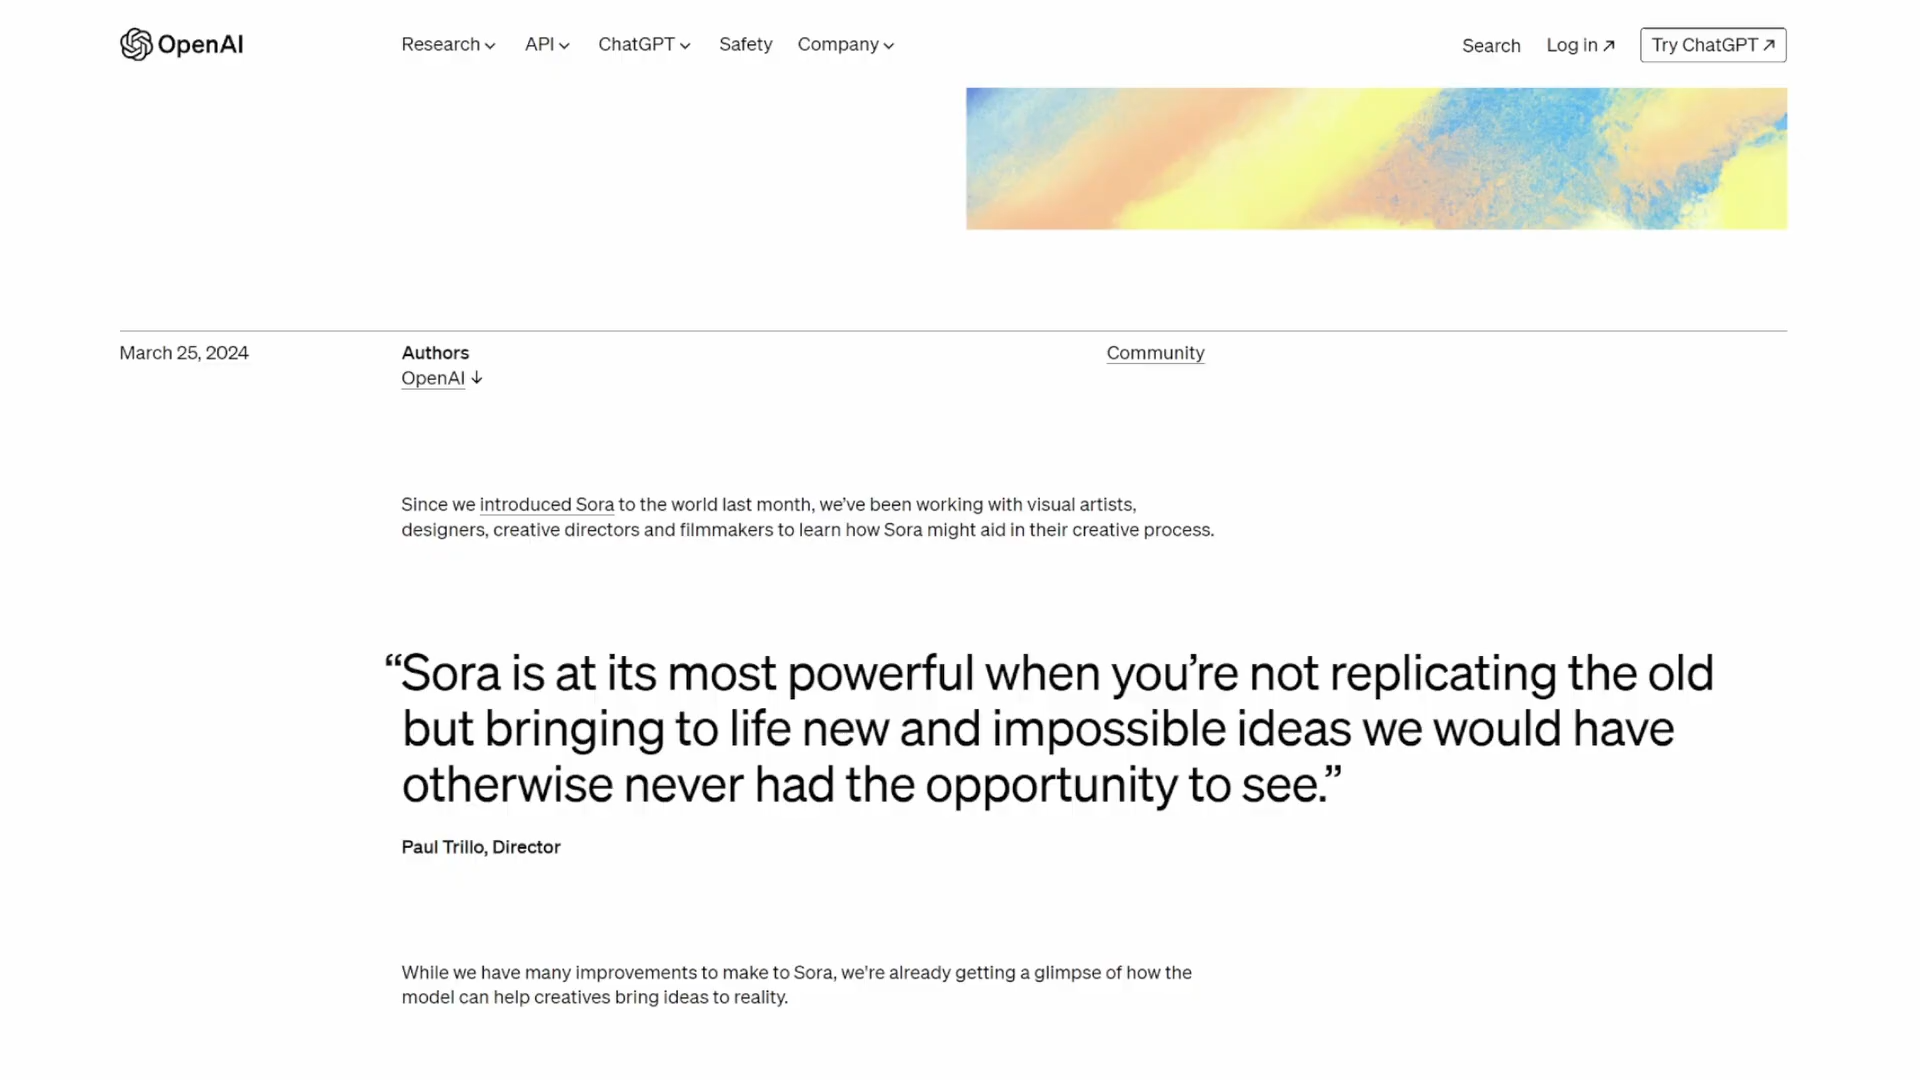 OpenAI
Research API ChatGPT Safety Company
Search Log in ↗ Try ChatGPT ↗
March 25, 2024
Authors
OpenAI ↓
Community
Since we introduced Sora to the world last month, we’ve been working with visual artists,
designers, creative directors and filmmakers to learn how Sora might aid in their creative process.
“Sora is at its most powerful when you’re not replicating the old
but bringing to life new and impossible ideas we would have
otherwise never had the opportunity to see.”
Paul Trillo, Director
While we have many improvements to make to Sora, we're already getting a glimpse of how the
model can help creatives bring ideas to reality.